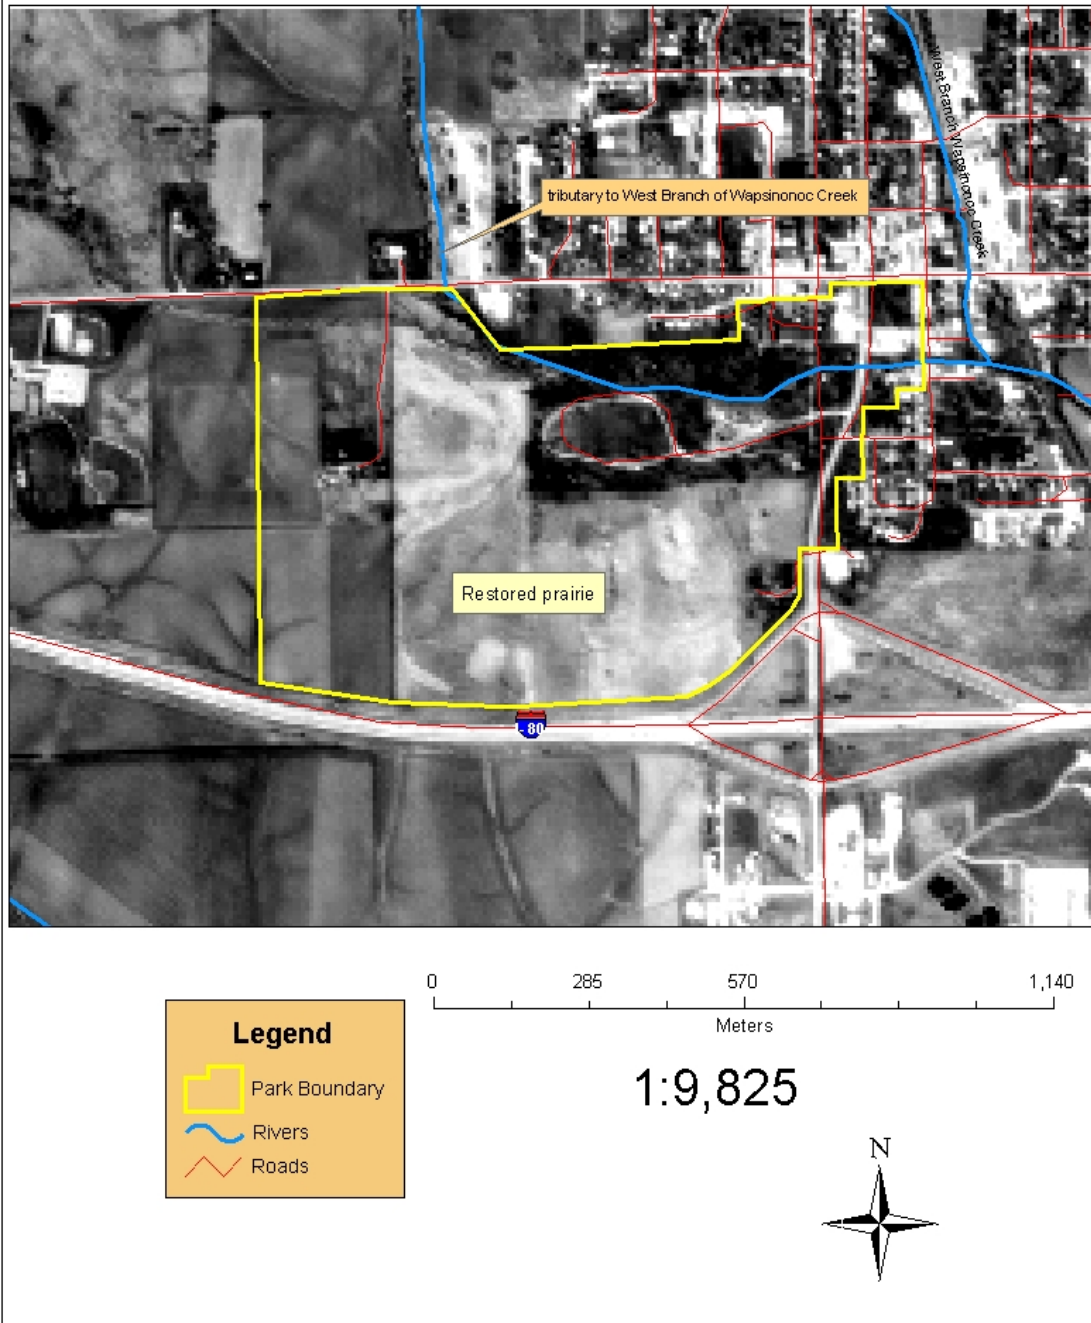 West Branch Wapsinonoc Creek
tributary to West Branch of Wapsinonoc Creek
Restored prairie
I- 80
0 285 570 1,140
Meters
Legend
Park Boundary
Rivers
Roads
1:9,825
N